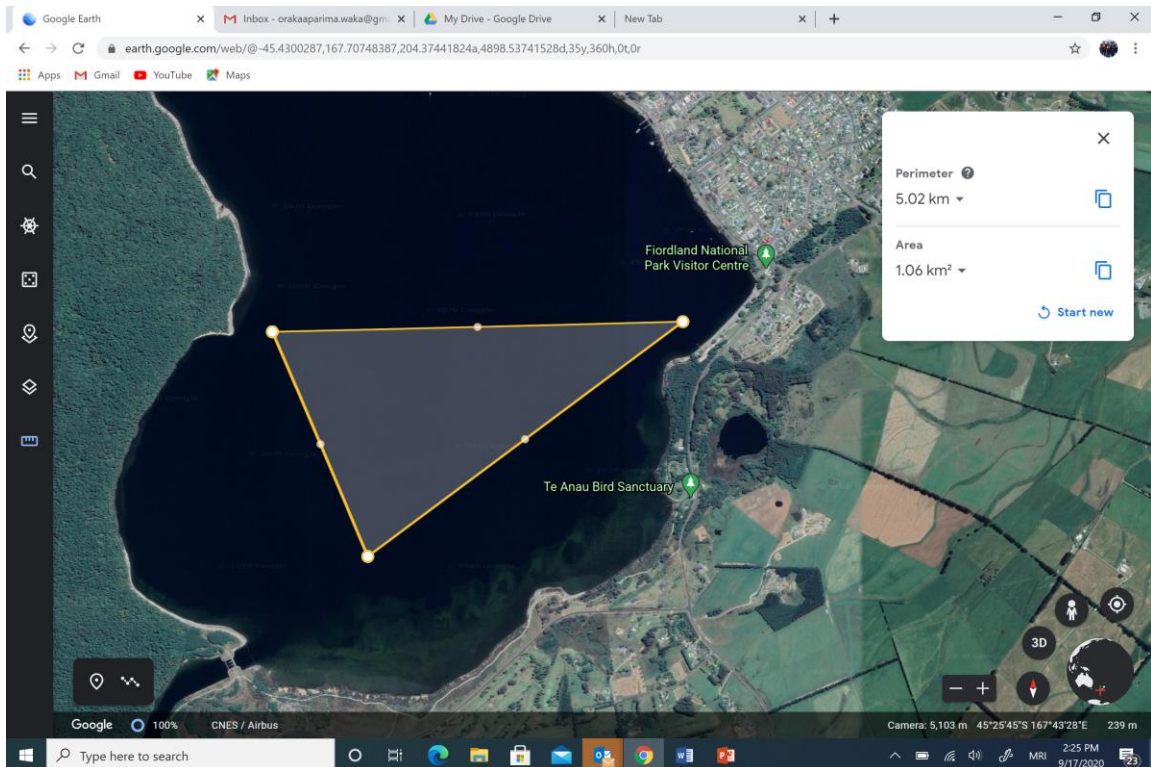 Google Earth
Inbox - orakaaparima.waka@gm
My Drive - Google Drive
New Tab
earth.google.com/web/@-45.4300287,167.70748387,204.37441824a,4898.53741528d,35y,360h,0t,0r
Apps
Gmail
YouTube
Maps
Perimeter
5.02 km
Area
1.06 km²
Start new
Fiordland National
Park Visitor Centre
Te Anau Bird Sanctuary
3D
Google
100%
CNES / Airbus
Camera: 5,103 m 45°25'45"S 167°43'28"E 239 m
Type here to search
MRI
2:25 PM
9/17/2020
23